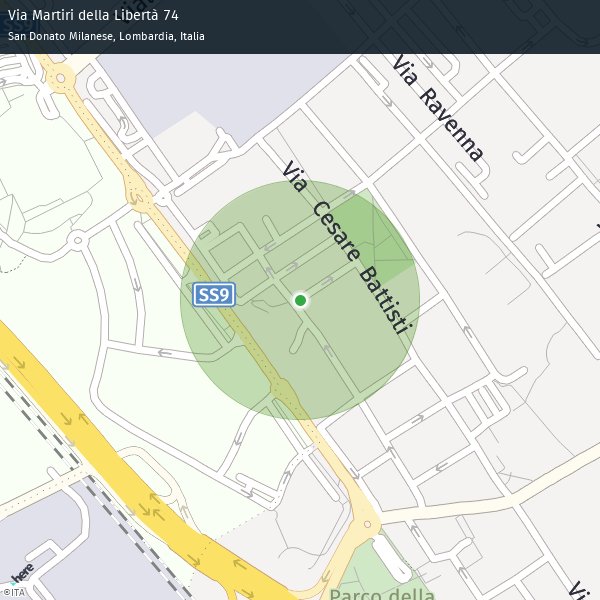 Via Martiri della Libertà 74
San Donato Milanese, Lombardia, Italia
SS9
Via Ravenna
Via Cesare Battisti
SS9
here
©ITA
Parco della